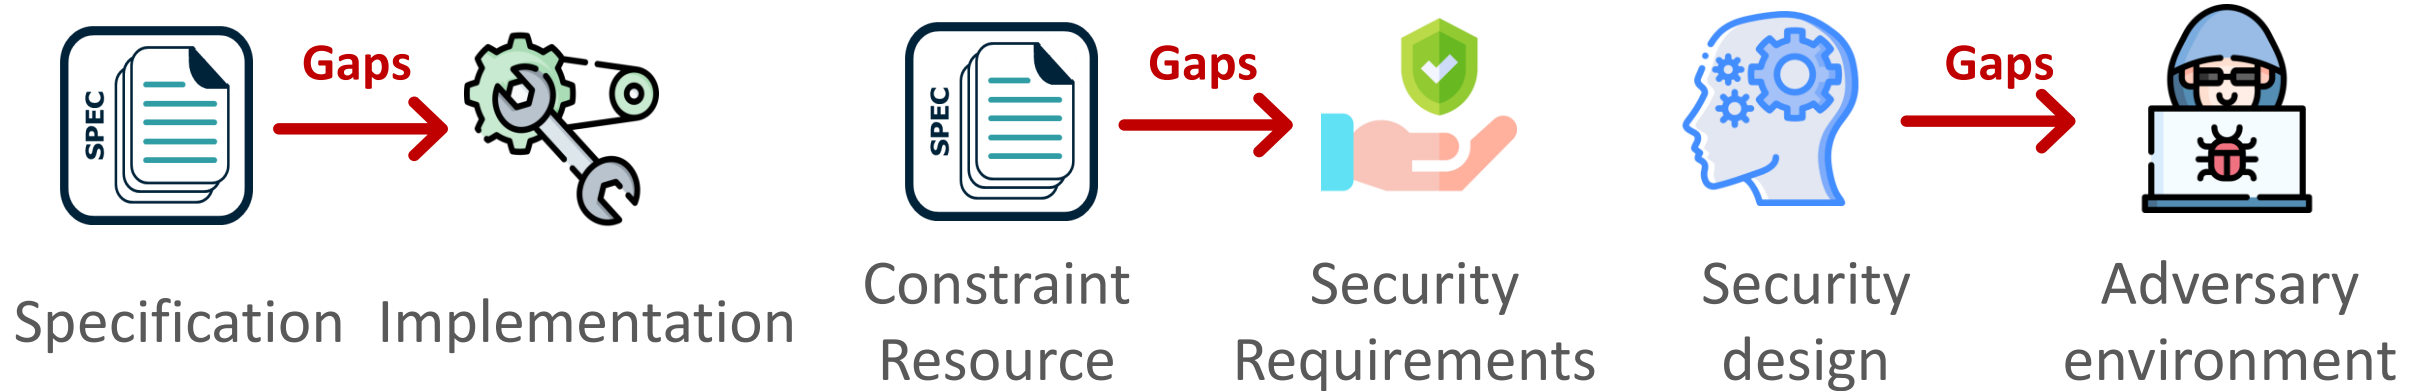 Gaps
SPEC
Specification
Implementation
Gaps
SPEC
Constraint
Resource
Security
Requirements
Gaps
Security
design
Adversary
environment